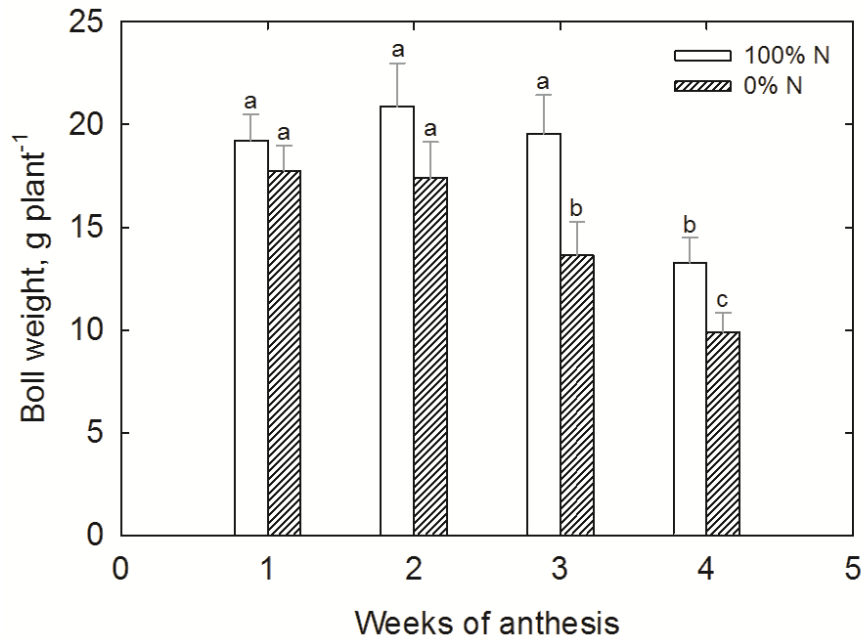 25
20
15
10
5
0
Boll weight, g plant-1
100% N
0% N
a
a
a
a
a
b
b
c
0 1 2 3 4 5
Weeks of anthesis